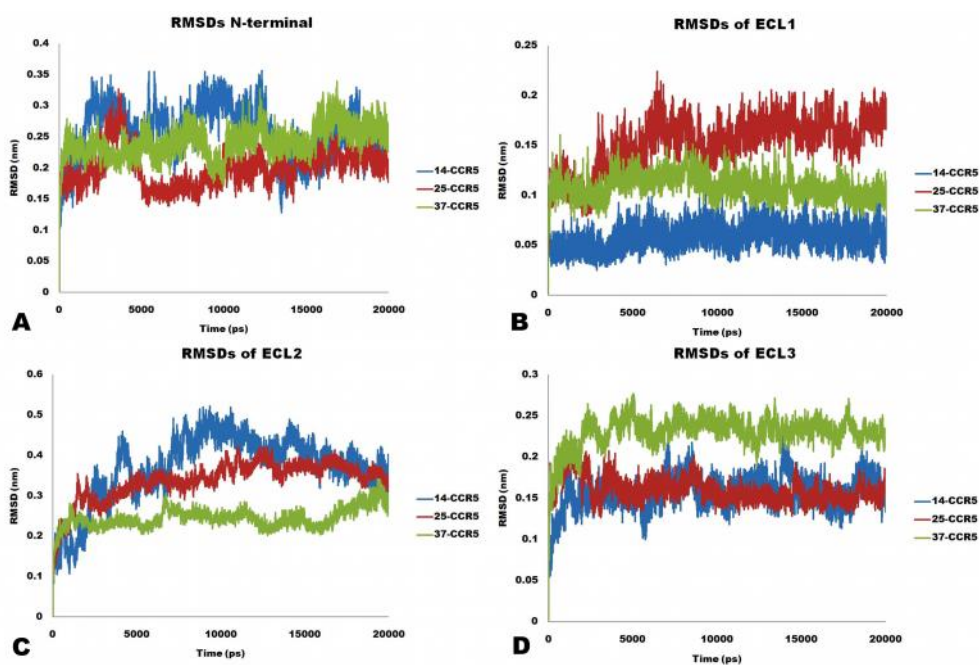 RMSDs N-terminal
0.4
0.35
0.3
0.25
0.2
0.15
0.1
0.05
0
RMSD (nm)
0 5000 10000 15000 20000
Time (ps)
14-CCR5
25-CCR5
37-CCR5
A
RMSDs of ECL1
0.25
0.2
0.15
0.1
0.05
0
RMSD (nm)
0 5000 10000 15000 20000
Time (ps)
14-CCR5
25-CCR5
37-CCR5
B
RMSDs of ECL2
0.6
0.5
0.4
0.3
0.2
0.1
0
RMSD (nm)
0 5000 10000 15000 20000
Time (ps)
14-CCR5
25-CCR5
37-CCR5
C
RMSDs of ECL3
0.3
0.25
0.2
0.15
0.1
0.05
0
RMSD (nm)
0 5000 10000 15000 20000
Time (ps)
14-CCR5
25-CCR5
37-CCR5
D